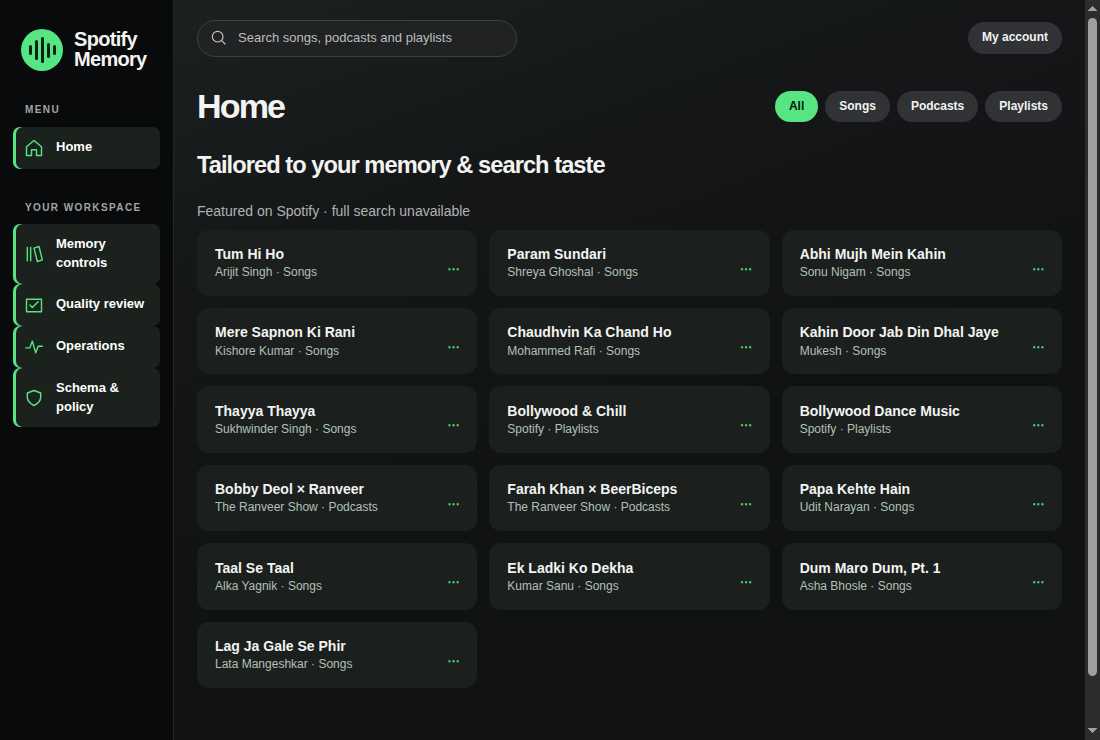 Spotify
Memory
Search songs, podcasts and playlists
My account
MENU
Home
YOUR WORKSPACE
Memory
controls
Quality review
Operations
Schema &
policy
Home
All
Songs
Podcasts
Playlists
Tailored to your memory & search taste
Featured on Spotify · full search unavailable
Tum Hi Ho
Arijit Singh · Songs
Param Sundari
Shreya Ghoshal · Songs
Abhi Mujh Mein Kahin
Sonu Nigam · Songs
Mere Sapnon Ki Rani
Kishore Kumar · Songs
Chaudhvin Ka Chand Ho
Mohammed Rafi · Songs
Kahin Door Jab Din Dhal Jaye
Mukesh · Songs
Thayya Thayya
Sukhwinder Singh · Songs
Bollywood & Chill
Spotify · Playlists
Bollywood Dance Music
Spotify · Playlists
Bobby Deol × Ranveer
The Ranveer Show · Podcasts
Farah Khan × BeerBiceps
The Ranveer Show · Podcasts
Papa Kehte Hain
Udit Narayan · Songs
Taal Se Taal
Alka Yagnik · Songs
Ek Ladki Ko Dekha
Kumar Sanu · Songs
Dum Maro Dum, Pt. 1
Asha Bhosle · Songs
Lag Ja Gale Se Phir
Lata Mangeshkar · Songs